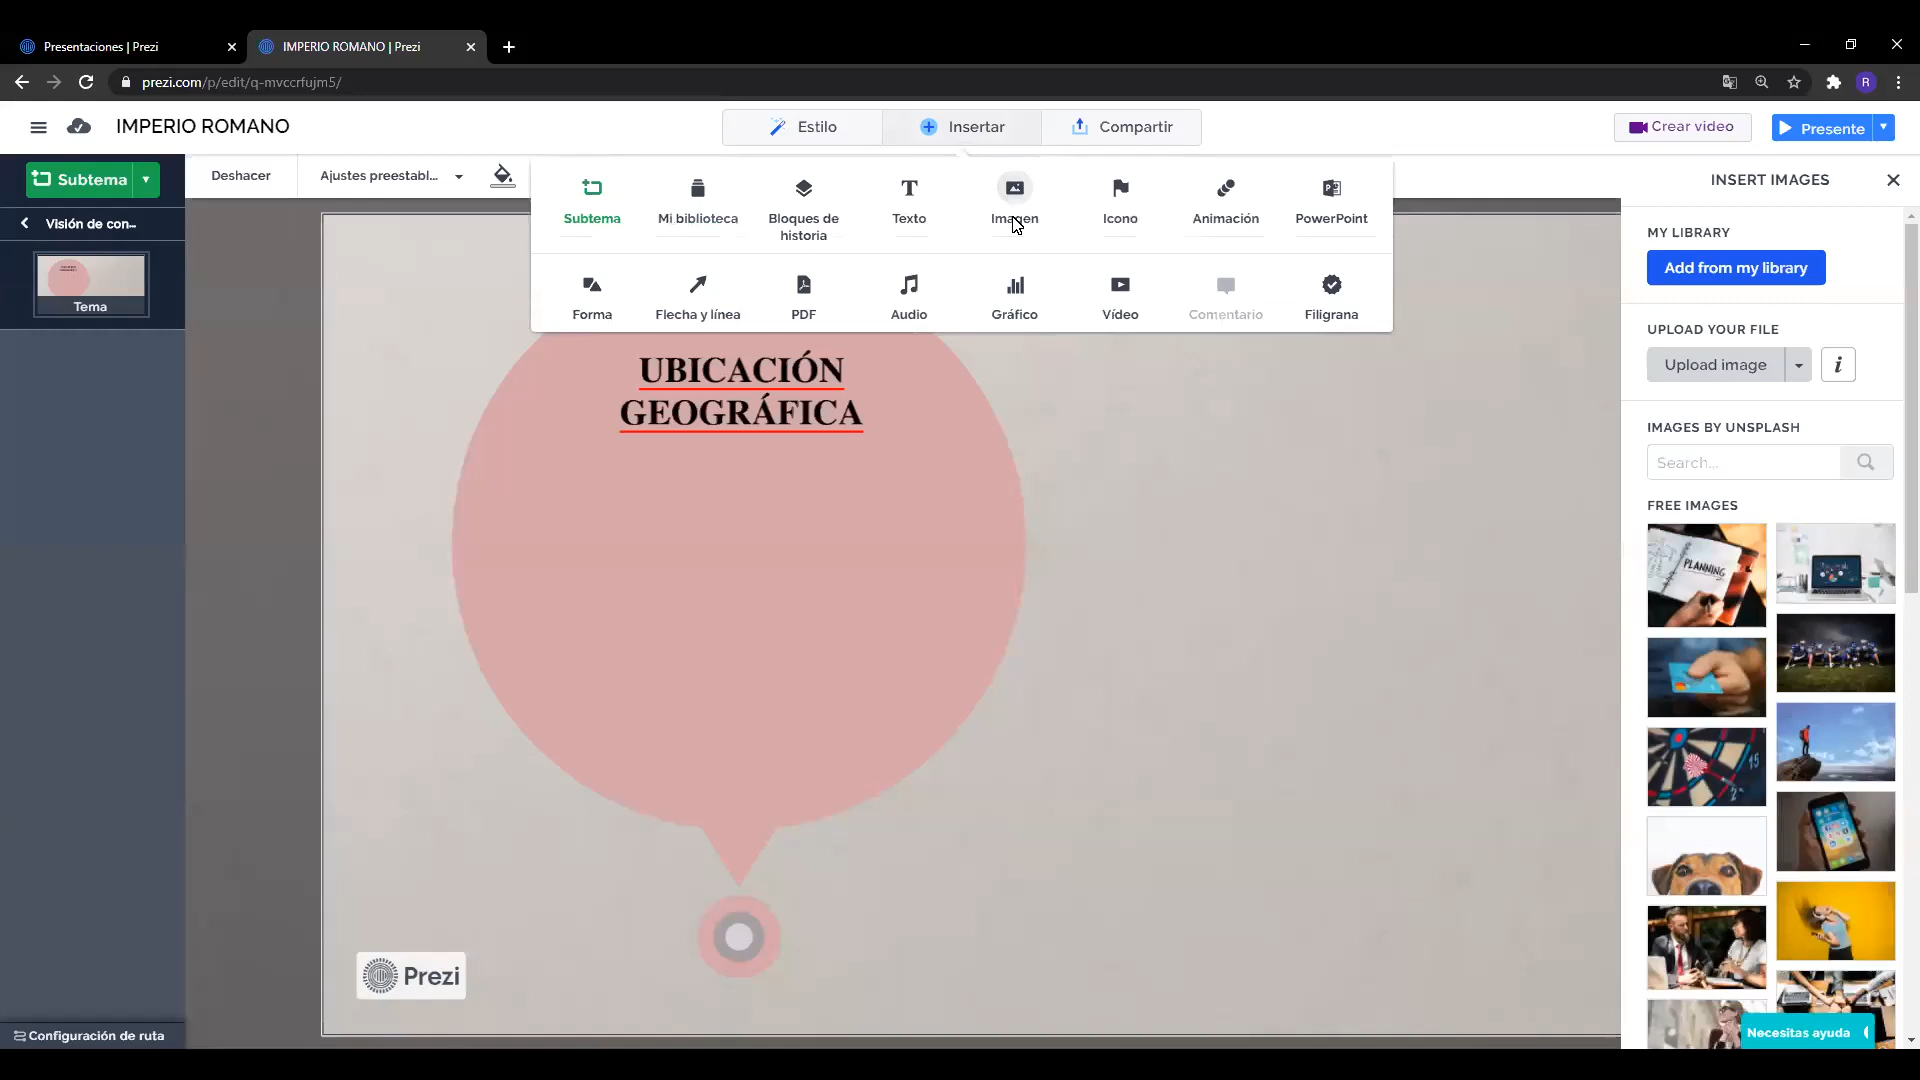 Presentaciones | Prezi
IMPERIO ROMANO | Prezi
prezi.com/p/edit/q-mvccrfujm5/
R
IMPERIO ROMANO
Estilo
Insertar
Compartir
Crear video
Presente
Subtema
Deshacer
Ajustes preestabl...
Visión de con...
Tema
Subtema
Mi biblioteca
Bloques de
historia
Texto
Imagen
Icono
Animación
PowerPoint
Forma
Flecha y línea
PDF
Audio
Gráfico
Vídeo
Comentario
Filigrana
UBICACIÓN
GEOGRÁFICA
Prezi
Configuración de ruta
INSERT IMAGES
MY LIBRARY
Add from my library
UPLOAD YOUR FILE
Upload image
i
IMAGES BY UNSPLASH
Search...
FREE IMAGES
PLANNING
15
2
Necesitas ayuda